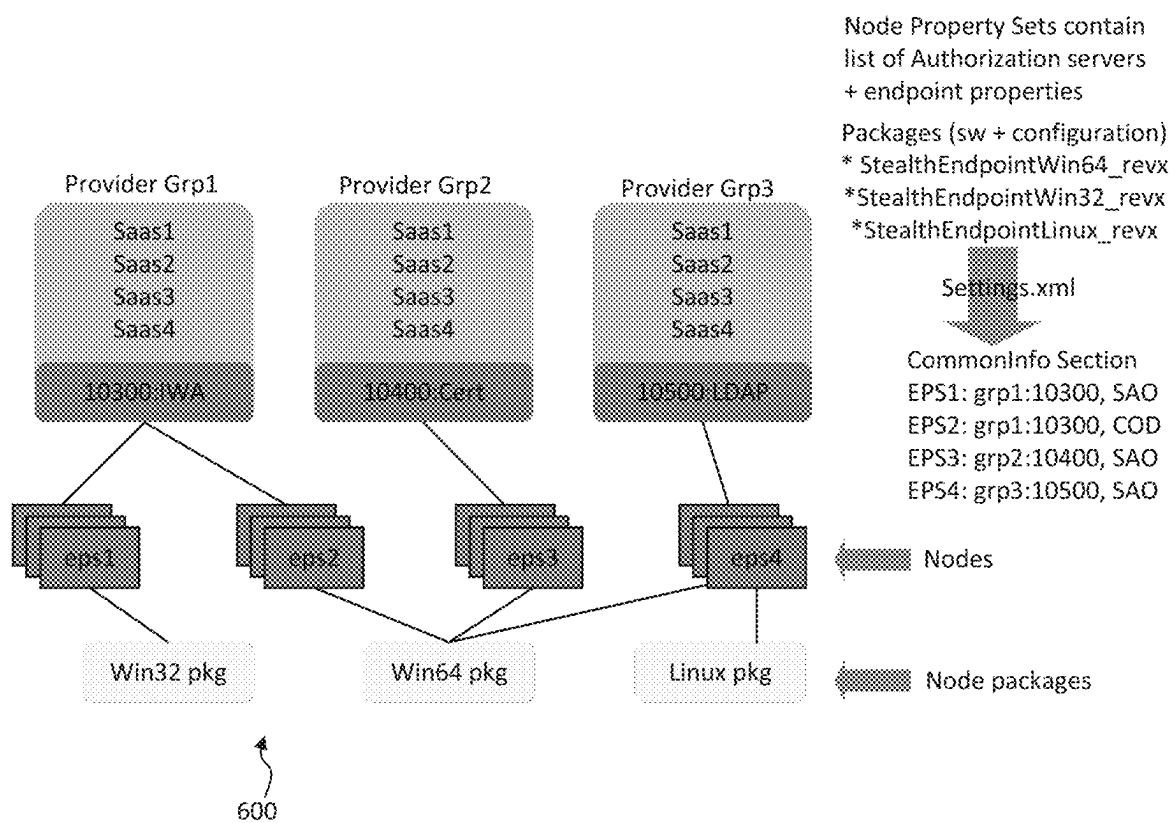 Node Property Sets contain
list of Authorization servers
+ endpoint properties
Packages (sw + configuration)
* StealthEndpointWin64_revx
*StealthEndpointWin32_revx
*StealthEndpointLinux_revx
Settings.xml
CommonInfo Section
EPS1: grp1:10300, SAO
EPS2: grp1:10300, COD
EPS3: grp2:10400, SAO
EPS4: grp3:10500, SAO
Provider Grp1
Saas1
Saas2
Saas3
Saas4
10300:IWA
Provider Grp2
Saas1
Saas2
Saas3
Saas4
10400:Cert
Provider Grp3
Saas1
Saas2
Saas3
Saas4
10500:LDAP
eps1
eps2
eps3
eps4
Nodes
Win32 pkg
Win64 pkg
Linux pkg
Node packages
600